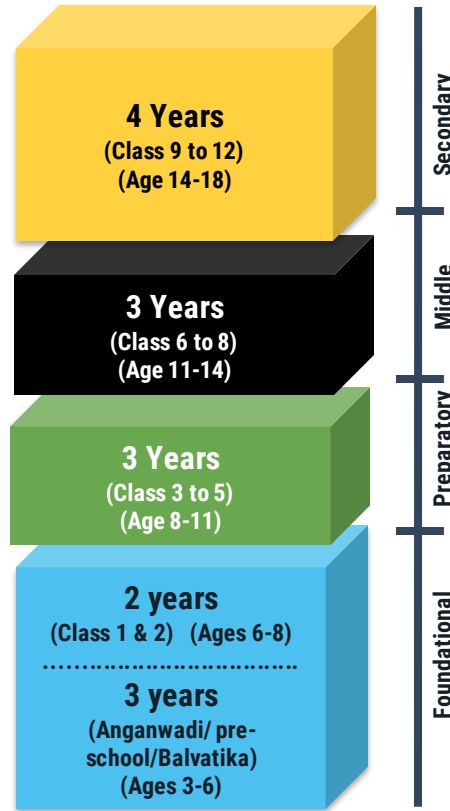 4 Years
(Class 9 to 12)
(Age 14-18)
Secondary
3 Years
(Class 6 to 8)
(Age 11-14)
Middle
3 Years
(Class 3 to 5)
(Age 8-11)
Preparatory
2 years
(Class 1 & 2) (Ages 6-8)
3 years
(Anganwadi/ pre-
school/Balvatika)
(Ages 3-6)
Foundational